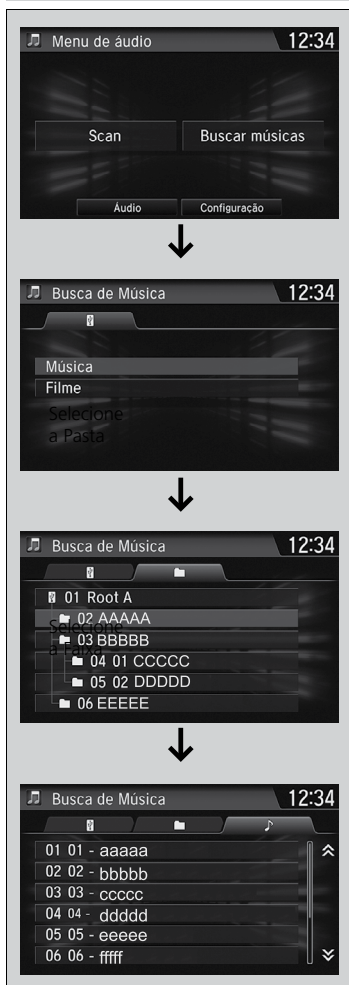 Menu de áudio 12:34
Scan Buscar músicas
Áudio Configuração
Busca de Música 12:34
Música
Filme
Selecione
a Pasta
Busca de Música 12:34
01 Root A
02 AAAAA
Selecione
03 BBBBB
a Faixa
04 01 CCCCC
05 02 DDDDD
06 EEEEE
Busca de Música 12:34
01 01 - aaaaa
02 02 - bbbbb
03 03 - ccccc
04 04 - ddddd
05 05 - eeeee
06 06 - fffff